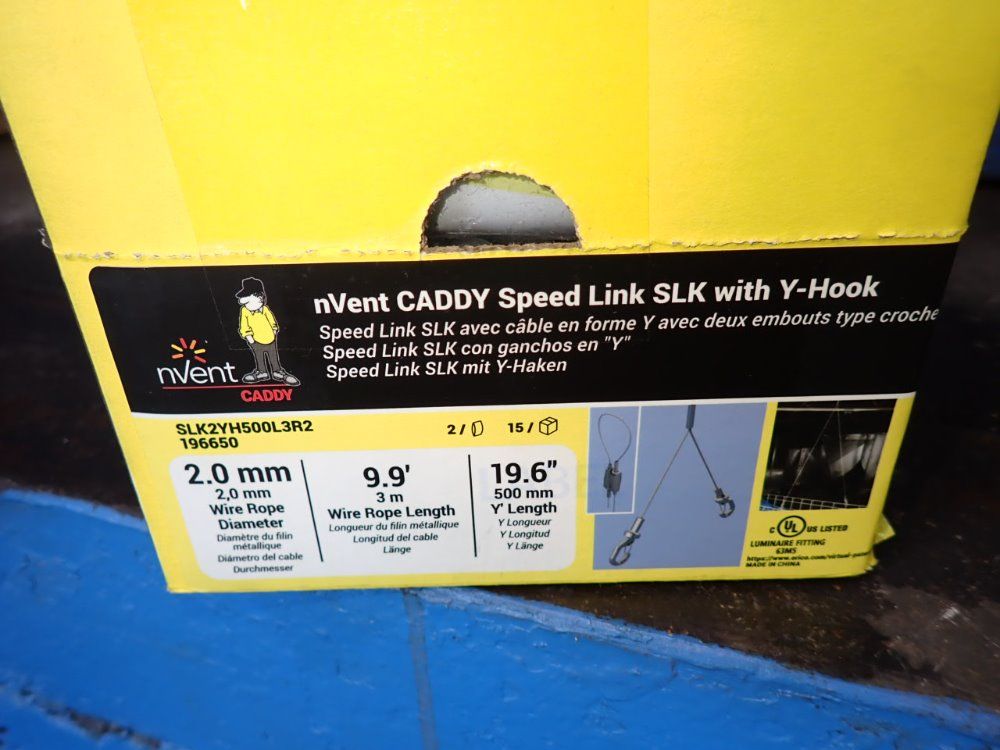 nVent CADDY Speed Link SLK with Y-Hook
Speed Link SLK avec câble en forme Y avec deux embouts type croche
Speed Link SLK con ganchos en "Y"
Speed Link SLK mit Y-Haken
nvent
CADDY
SLK2YH500L3R2
196650
2/
15/
2.0 mm
2,0 mm
Wire Rope
Diameter
Diamètre du filin
métallique
Diámetro del cable
Durchmesser
9.9'
3 m
Wire Rope Length
Longueur du filin métallique
Longitud del cable
Länge
19.6"
500 mm
Y' Length
Y Longueur
Y Longitud
Y Länge
C UL US LISTED
LUMINAIRE FITTING
63M5
MADE IN CHINA